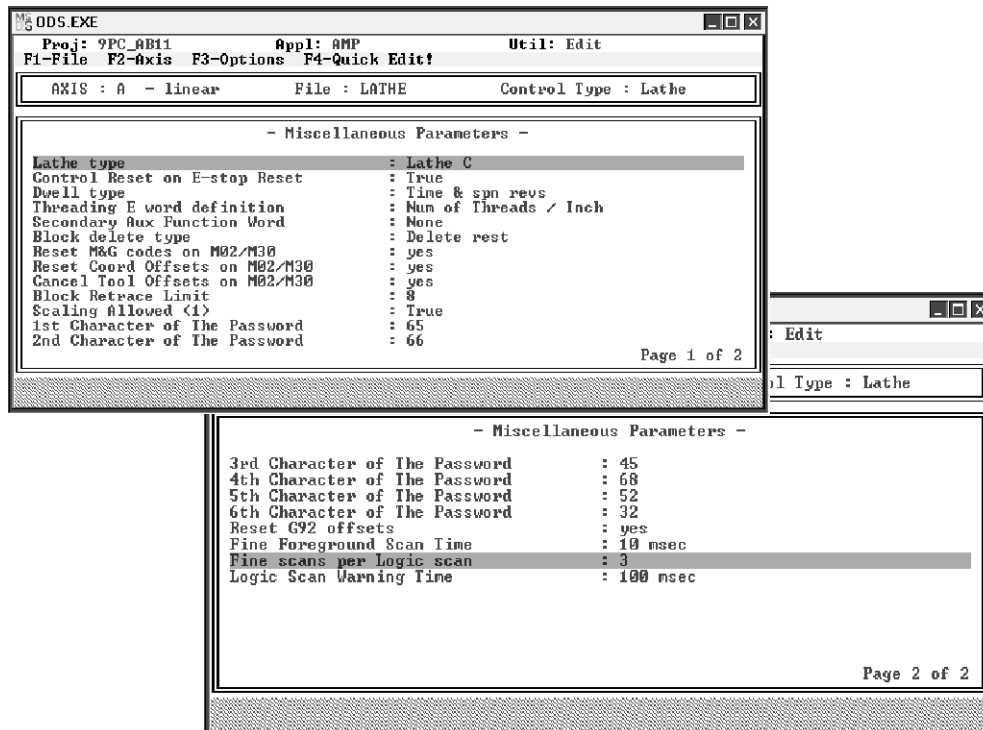 ODS.EXE
Proj: 9PC_AB11 Appl: AMP Util: Edit
F1-File F2-Axis F3-Options F4-Quick Edit!
AXIS : A - linear File : LATHE Control Type : Lathe
- Miscellaneous Parameters -
Lathe type : Lathe C
Control Reset on E-stop Reset : True
Dwell type : Time & spn revs
Threading E word definition : Num of Threads / Inch
Secondary Aux Function Word : None
Block delete type : Delete rest
Reset M&G codes on M02/M30 : yes
Reset Coord Offsets on M02/M30 : yes
Cancel Tool Offsets on M02/M30 : yes
Block Retrace Limit : 8
Scaling Allowed (1) : True
1st Character of The Password : 65
2nd Character of The Password : 66
Page 1 of 2
: Edit
ol Type : Lathe
- Miscellaneous Parameters -
3rd Character of The Password : 45
4th Character of The Password : 68
5th Character of The Password : 52
6th Character of The Password : 32
Reset G92 offsets : yes
Fine Foreground Scan Time : 10 msec
Fine scans per Logic scan : 3
Logic Scan Warning Time : 100 msec
Page 2 of 2